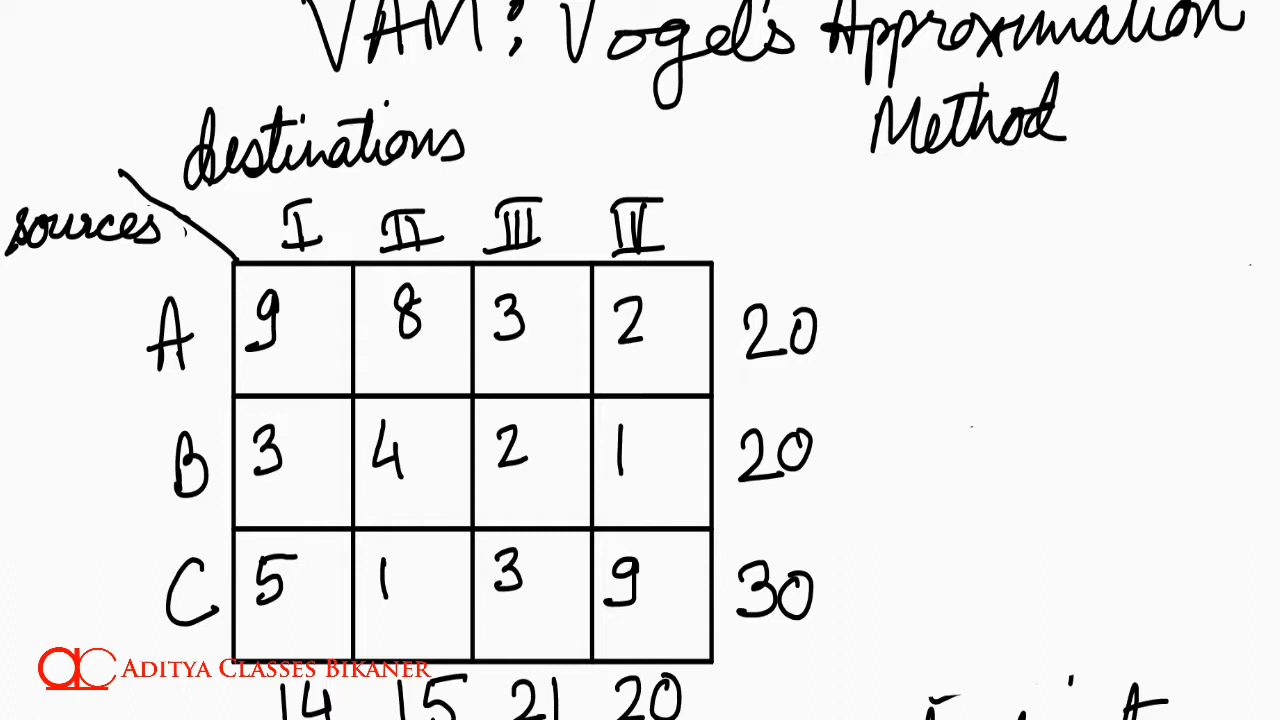 VAM: Vogel's Approximation
Method
destinations
sources
I II III IV
A 9 8 3 2 20
B 3 4 2 1 20
C 5 1 3 9 30
14 15 21 20
ac ADITYA CLASSES BIKANER